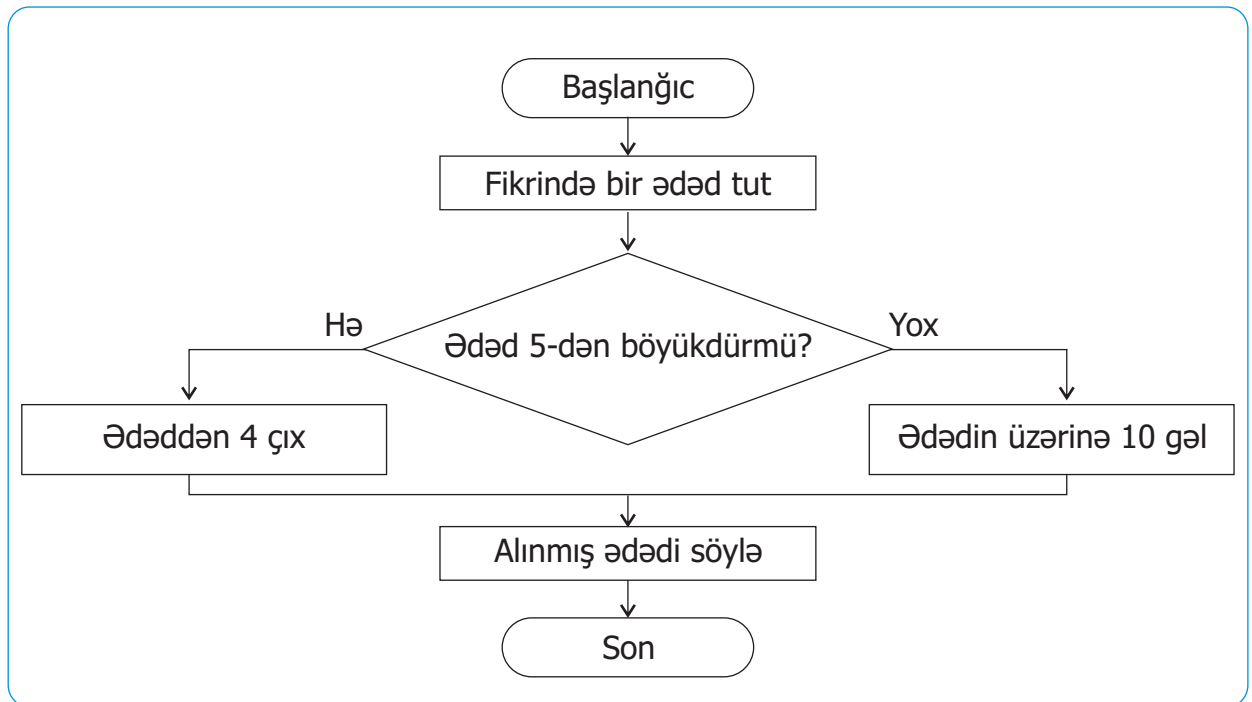 Başlanğıc
Fikrində bir ədəd tut
Hə
Yox
Ədəd 5-dən böyükdürmü?
Ədəddən 4 çıx
Ədədin üzərinə 10 gəl
Alınmış ədədi söylə
Son